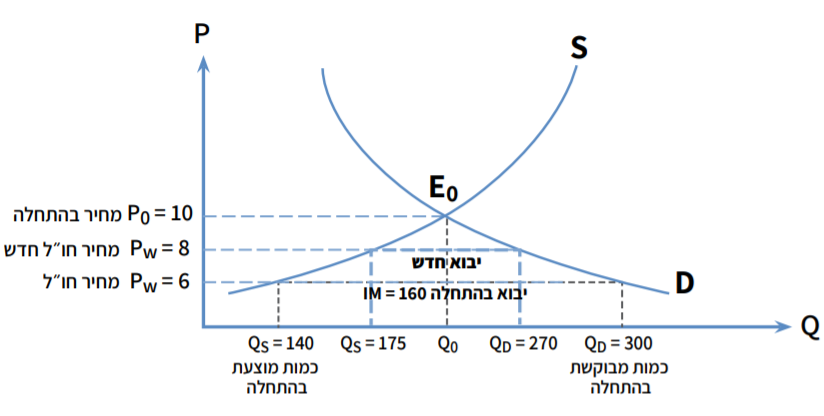 P
S
E0
P0 = 10 מחיר בהתחלה
PW = 8 מחיר חו״ל חדש
יבוא חדש
PW = 6 מחיר חו״ל
יבוא בהתחלה IM = 160
D
Q
QS = 140
QS = 175
Q0
QD = 270
QD = 300
כמות מוצעת
בהתחלה
כמות מבוקשת
בהתחלה